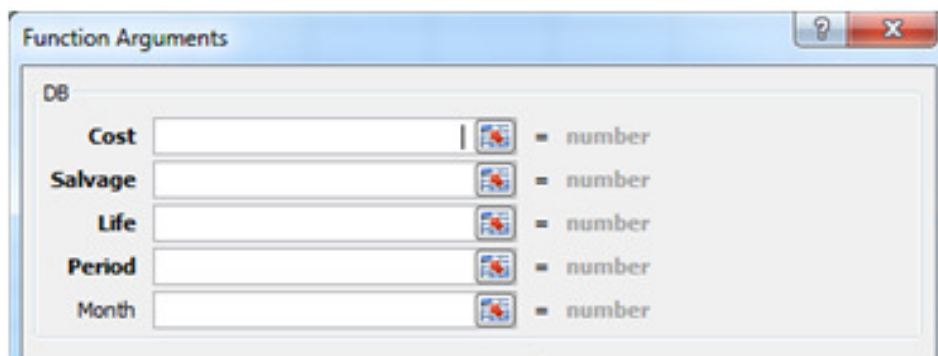 Function Arguments
DB
Cost = number
Salvage = number
Life = number
Period = number
Month = number